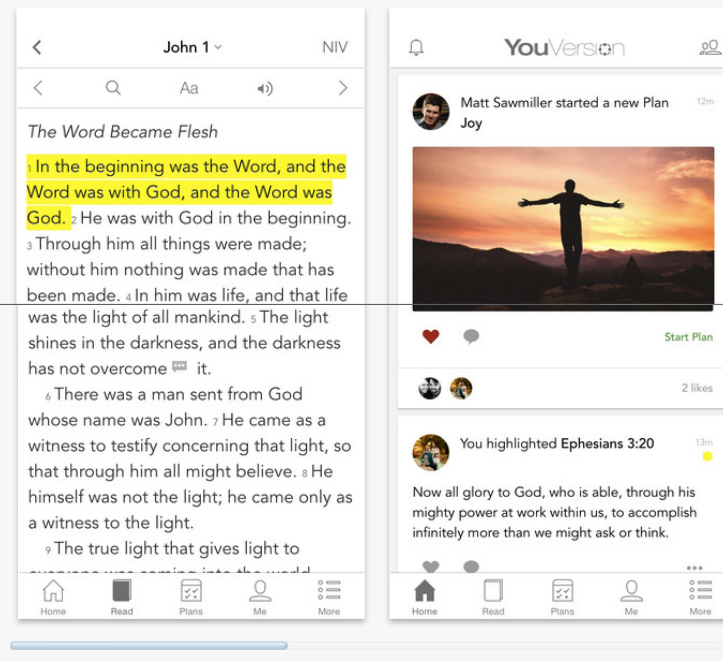 John 1
NIV
Aa
The Word Became Flesh
1 In the beginning was the Word, and the
Word was with God, and the Word was
God. 2 He was with God in the beginning.
3 Through him all things were made;
without him nothing was made that has
been made. 4 In him was life, and that life
was the light of all mankind. 5 The light
shines in the darkness, and the darkness
has not overcome it.
6 There was a man sent from God
whose name was John. 7 He came as a
witness to testify concerning that light, so
that through him all might believe. 8 He
himself was not the light; he came only as
a witness to the light.
9 The true light that gives light to
everyone was coming into the world
Home
Read
Plans
Me
More
YouVersion
Matt Sawmiller started a new Plan
12m
Joy
Start Plan
2 likes
You highlighted Ephesians 3:20
13m
Now all glory to God, who is able, through his
mighty power at work within us, to accomplish
infinitely more than we might ask or think.
Home
Read
Plans
Me
More